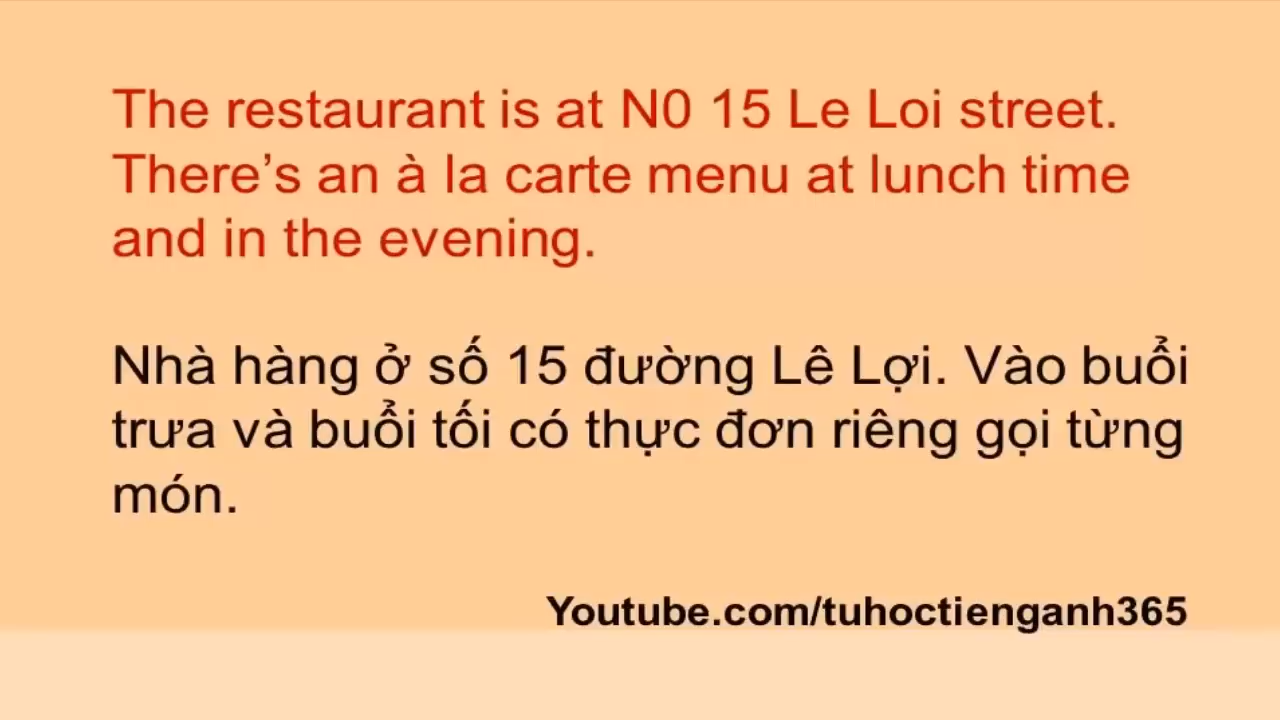 The restaurant is at N0 15 Le Loi street.
There’s an à la carte menu at lunch time
and in the evening.
Nhà hàng ở số 15 đường Lê Lợi. Vào buổi
trưa và buổi tối có thực đơn riêng gọi từng
món.
Youtube.com/tuhoctienganh365